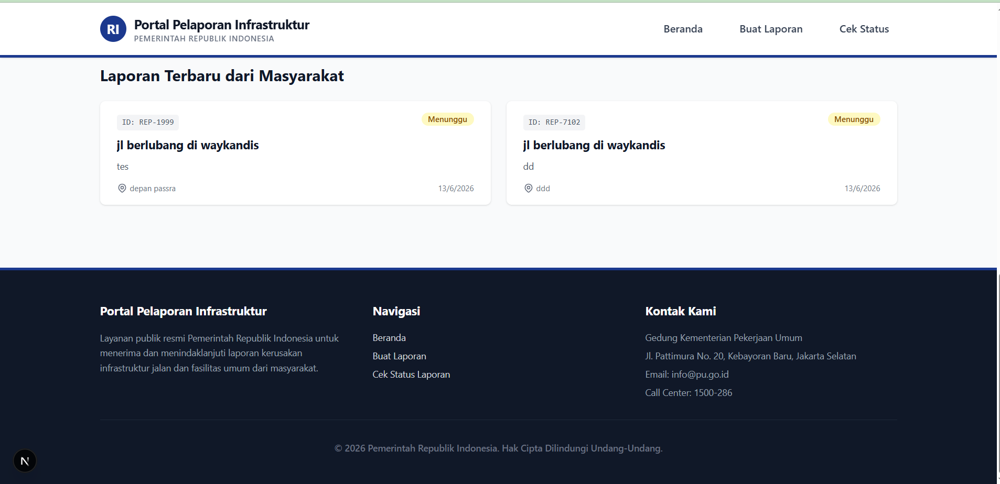 RI
Portal Pelaporan Infrastruktur
PEMERINTAH REPUBLIK INDONESIA
Beranda
Buat Laporan
Cek Status
Laporan Terbaru dari Masyarakat
ID: REP-1999
Menunggu
jl berlubang di waykandis
tes
depan passra
13/6/2026
ID: REP-7102
Menunggu
jl berlubang di waykandis
dd
ddd
13/6/2026
Portal Pelaporan Infrastruktur
Layanan publik resmi Pemerintah Republik Indonesia untuk
menerima dan menindaklanjuti laporan kerusakan
infrastruktur jalan dan fasilitas umum dari masyarakat.
Navigasi
Beranda
Buat Laporan
Cek Status Laporan
Kontak Kami
Gedung Kementerian Pekerjaan Umum
Jl. Pattimura No. 20, Kebayoran Baru, Jakarta Selatan
Email: info@pu.go.id
Call Center: 1500-286
© 2026 Pemerintah Republik Indonesia. Hak Cipta Dilindungi Undang-Undang.
N